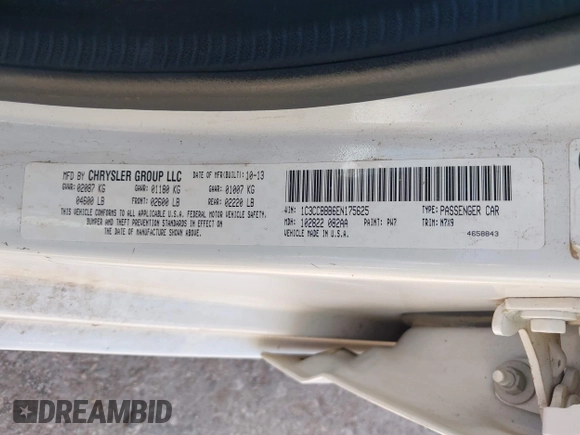 MFD BY CHRYSLER GROUP LLC DATE OF MFR(BUILT): 10-13
GVWR: 02087 KG GAWR: 01180 KG GAWR: 01007 KG
04600 LB FRONT: 02600 LB REAR: 02220 LB
THIS VEHICLE CONFORMS TO ALL APPLICABLE U.S.A. FEDERAL MOTOR VEHICLE SAFETY,
BUMPER AND THEFT PREVENTION STANDARDS IN EFFECT ON THE
DATE OF MANUFACTURE SHOWN ABOVE.
VIN: 1C3CCBBB6EN175625 TYPE: PASSENGER CAR
MDH: 102822 082AA PAINT: PW7 TRIM: M7X9
VEHICLE MADE IN U.S.A. 4658843
DREAMBID